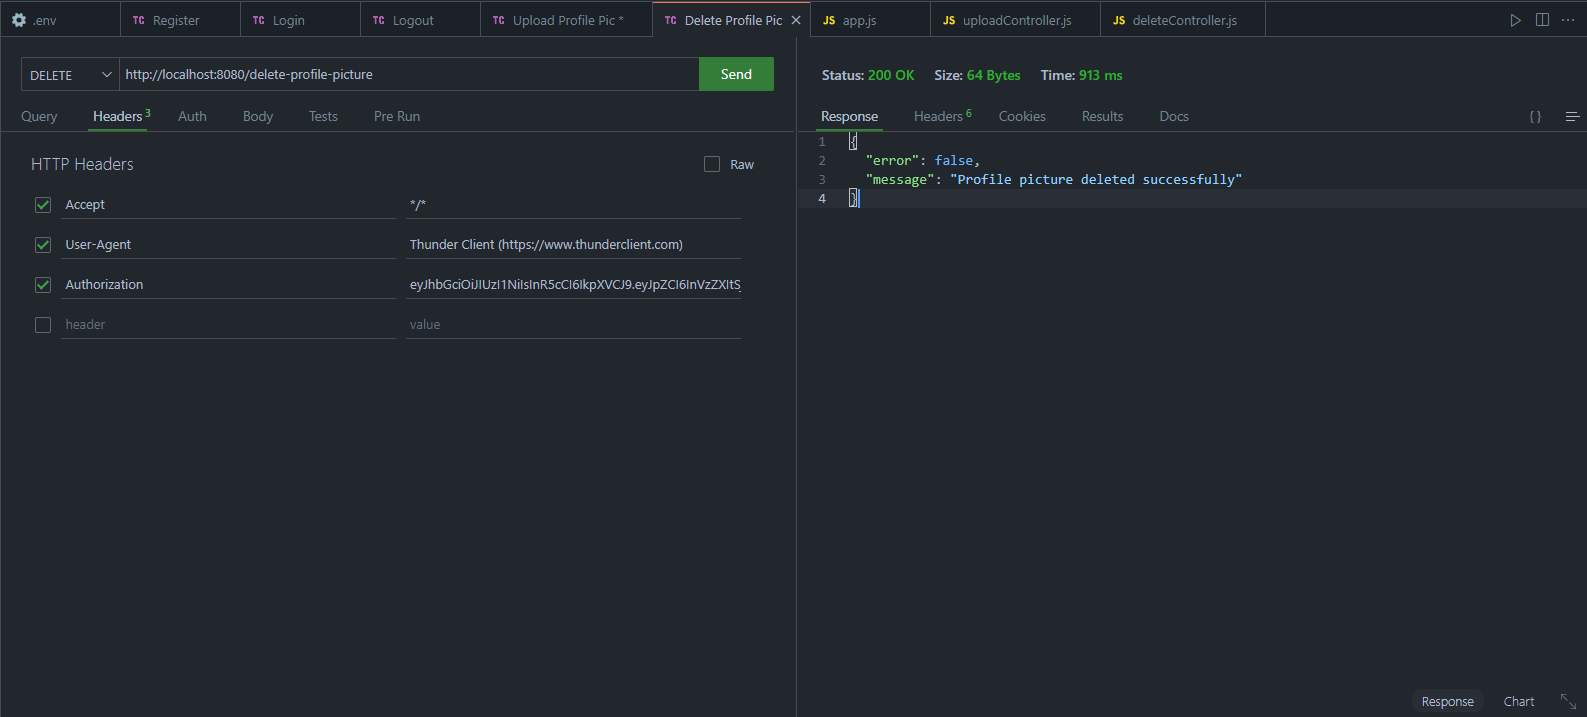 .env TC Register TC Login TC Logout TC Upload Profile Pic * TC Delete Profile Pic JS app.js JS uploadController.js JS deleteController.js
DELETE http://localhost:8080/delete-profile-picture Send
Query Headers 3 Auth Body Tests Pre Run
HTTP Headers Raw
Accept */*
User-Agent Thunder Client (https://www.thunderclient.com)
Authorization eyJhbGciOiJIUzI1NiIsInR5cCI6IkpXVCJ9.eyJpZCI6InVzZXItS
header value
Status: 200 OK Size: 64 Bytes Time: 913 ms
Response Headers 6 Cookies Results Docs { }
1 {
2 "error": false,
3 "message": "Profile picture deleted successfully"
4 }
Response Chart